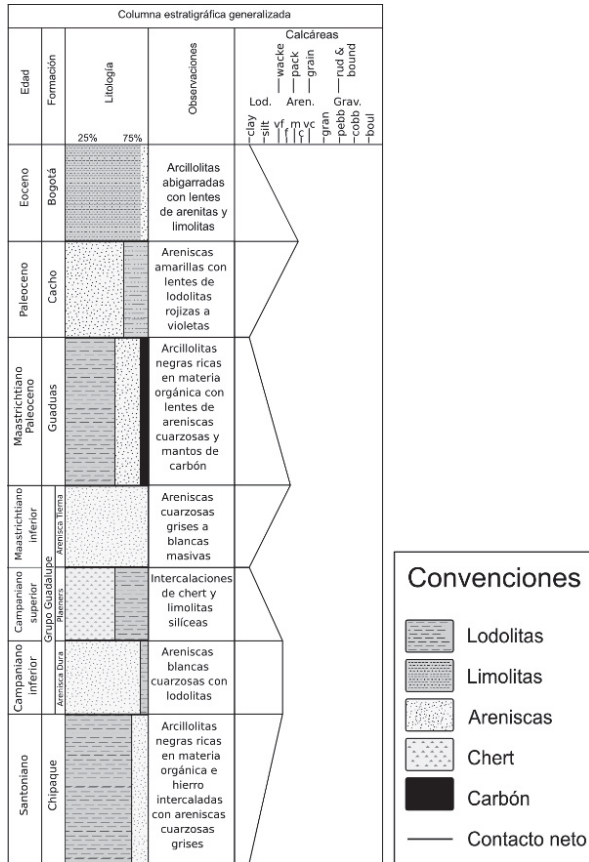 Columna estratigráfica generalizada
Edad
Formación
Litología
25%
75%
Observaciones
Calcáreas
wacke
pack
grain
rud &
bound
Lod.
Aren.
Grav.
clay
silt
vf
f
m
c
vc
gran
pebb
cobb
boul
Eoceno
Bogotá
Arcillolitas
abigarradas
con lentes
de arenitas y
limolitas
Paleoceno
Cacho
Areniscas
amarillas con
lentes de
lodolitas
rojizas a
violetas
Maastrichtiano
Paleoceno
Guaduas
Arcillolitas
negras ricas
en materia
orgánica con
lentes de
areniscas
cuarzosas y
mantos de
carbón
Grupo Guadalupe
Maastrichtiano
inferior
Arenisca Tierna
Areniscas
cuarzosas
grises a
blancas
masivas
Campaniano
superior
Plaeners
Intercalaciones
de chert y
limolitas
silíceas
Campaniano
inferior
Arenisca Dura
Areniscas
blancas
cuarzosas con
lodolitas
Santoniano
Chipaque
Arcillolitas
negras ricas
en materia
orgánica e
hierro
intercaladas
con areniscas
cuarzosas
grises
Convenciones
Lodolitas
Limolitas
Areniscas
Chert
Carbón
Contacto neto